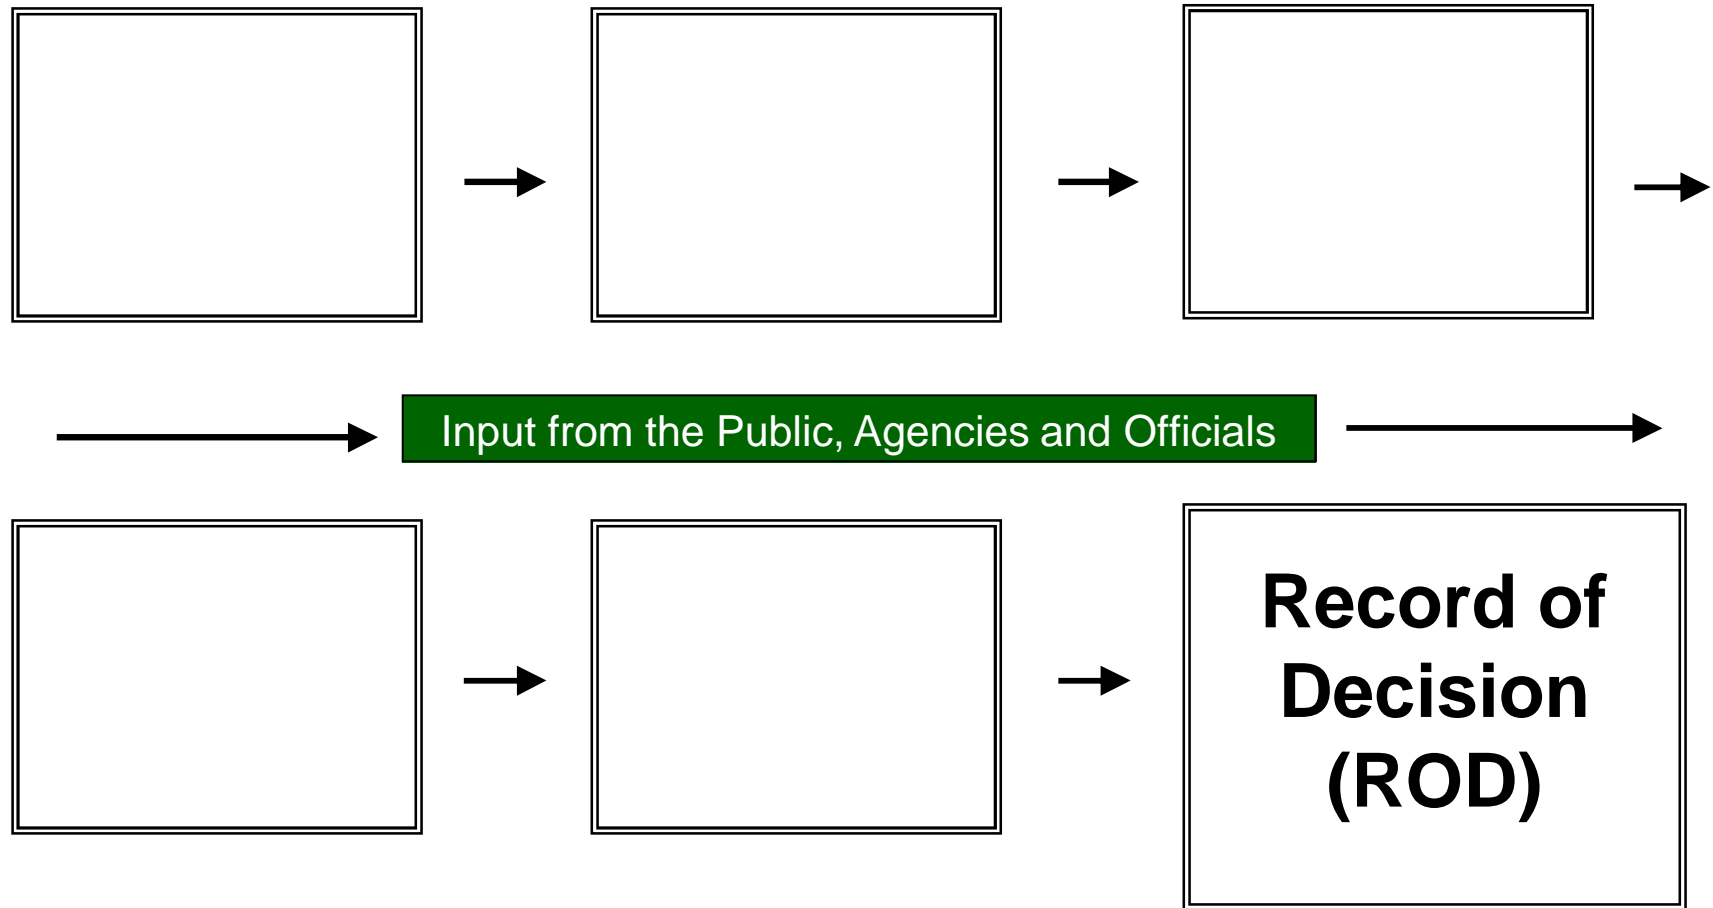 Input from the Public, Agencies and Officials
Record of
Decision
(ROD)